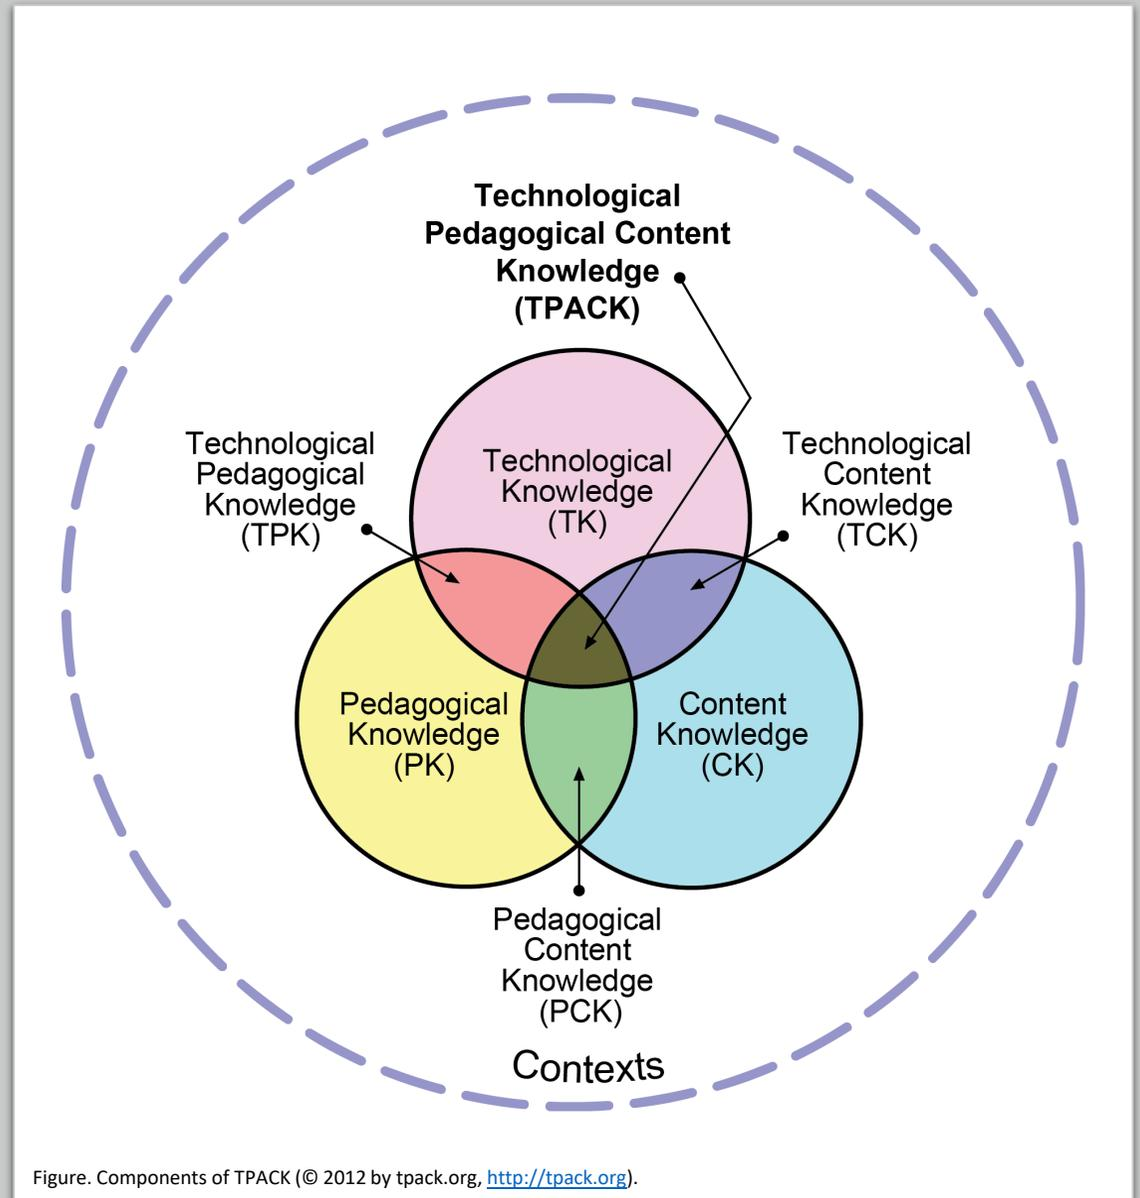 Technological
Pedagogical Content
Knowledge
(TPACK)
Technological
Pedagogical
Knowledge
(TPK)
Technological
Knowledge
(TK)
Technological
Content
Knowledge
(TCK)
Pedagogical
Knowledge
(PK)
Content
Knowledge
(CK)
Pedagogical
Content
Knowledge
(PCK)
Contexts
Figure. Components of TPACK (© 2012 by tpack.org, http://tpack.org).